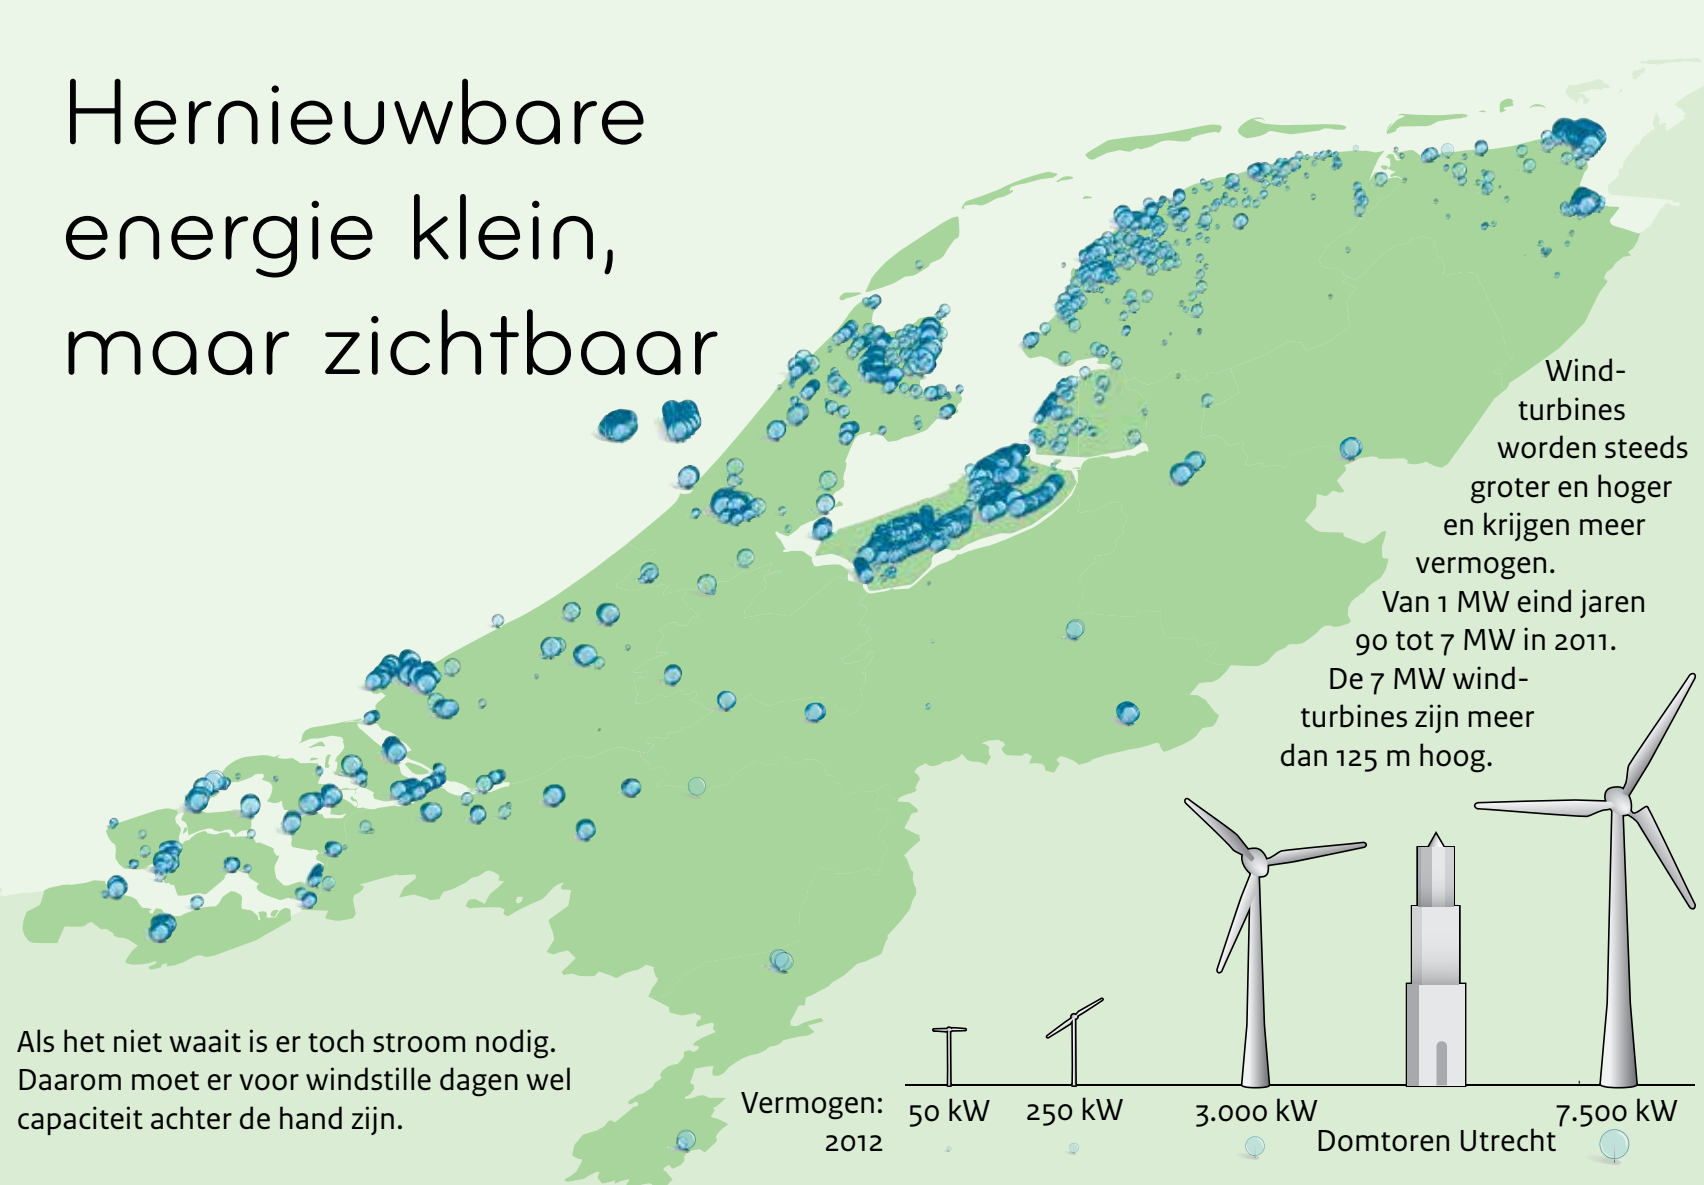 Hernieuwbare
energie klein,
maar zichtbaar
Wind-
turbines
worden steeds
groter en hoger
en krijgen meer
vermogen.
Van 1 MW eind jaren
90 tot 7 MW in 2011.
De 7 MW wind-
turbines zijn meer
dan 125 m hoog.
Als het niet waait is er toch stroom nodig.
Daarom moet er voor windstille dagen wel
capaciteit achter de hand zijn.
Vermogen: 50 kW 250 kW 3.000 kW 7.500 kW
2012 Domtoren Utrecht